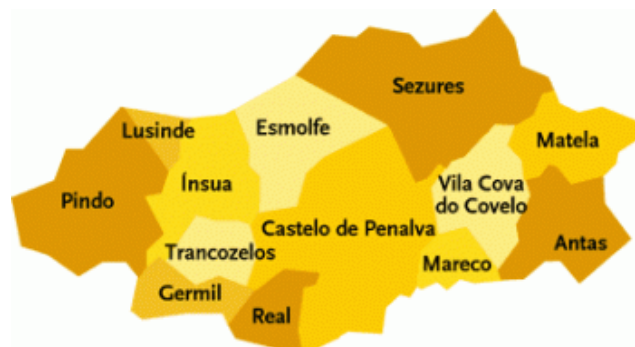 Sezures
Lusinde
Esmolfe
Matela
Ínsua
Vila Cova
do Covelo
Pindo
Castelo de Penalva
Antas
Trancozelos
Mareco
Germil
Real